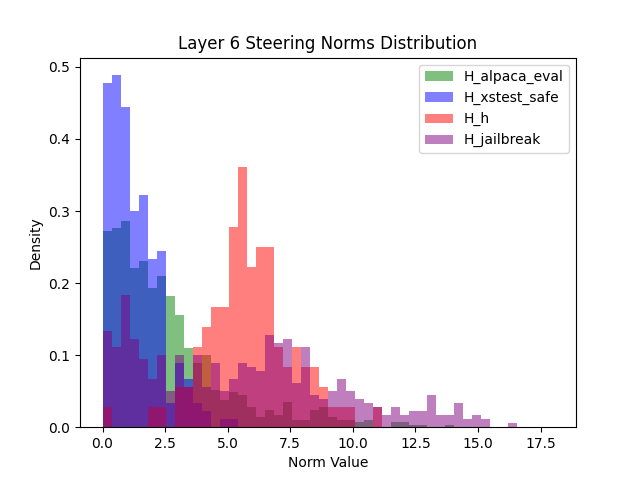 Layer 6 Steering Norms Distribution
H_alpaca_eval
H_xstest_safe
H_h
H_jailbreak
0.5
0.4
0.3
0.2
0.1
0.0
Density
0.0 2.5 5.0 7.5 10.0 12.5 15.0 17.5
Norm Value